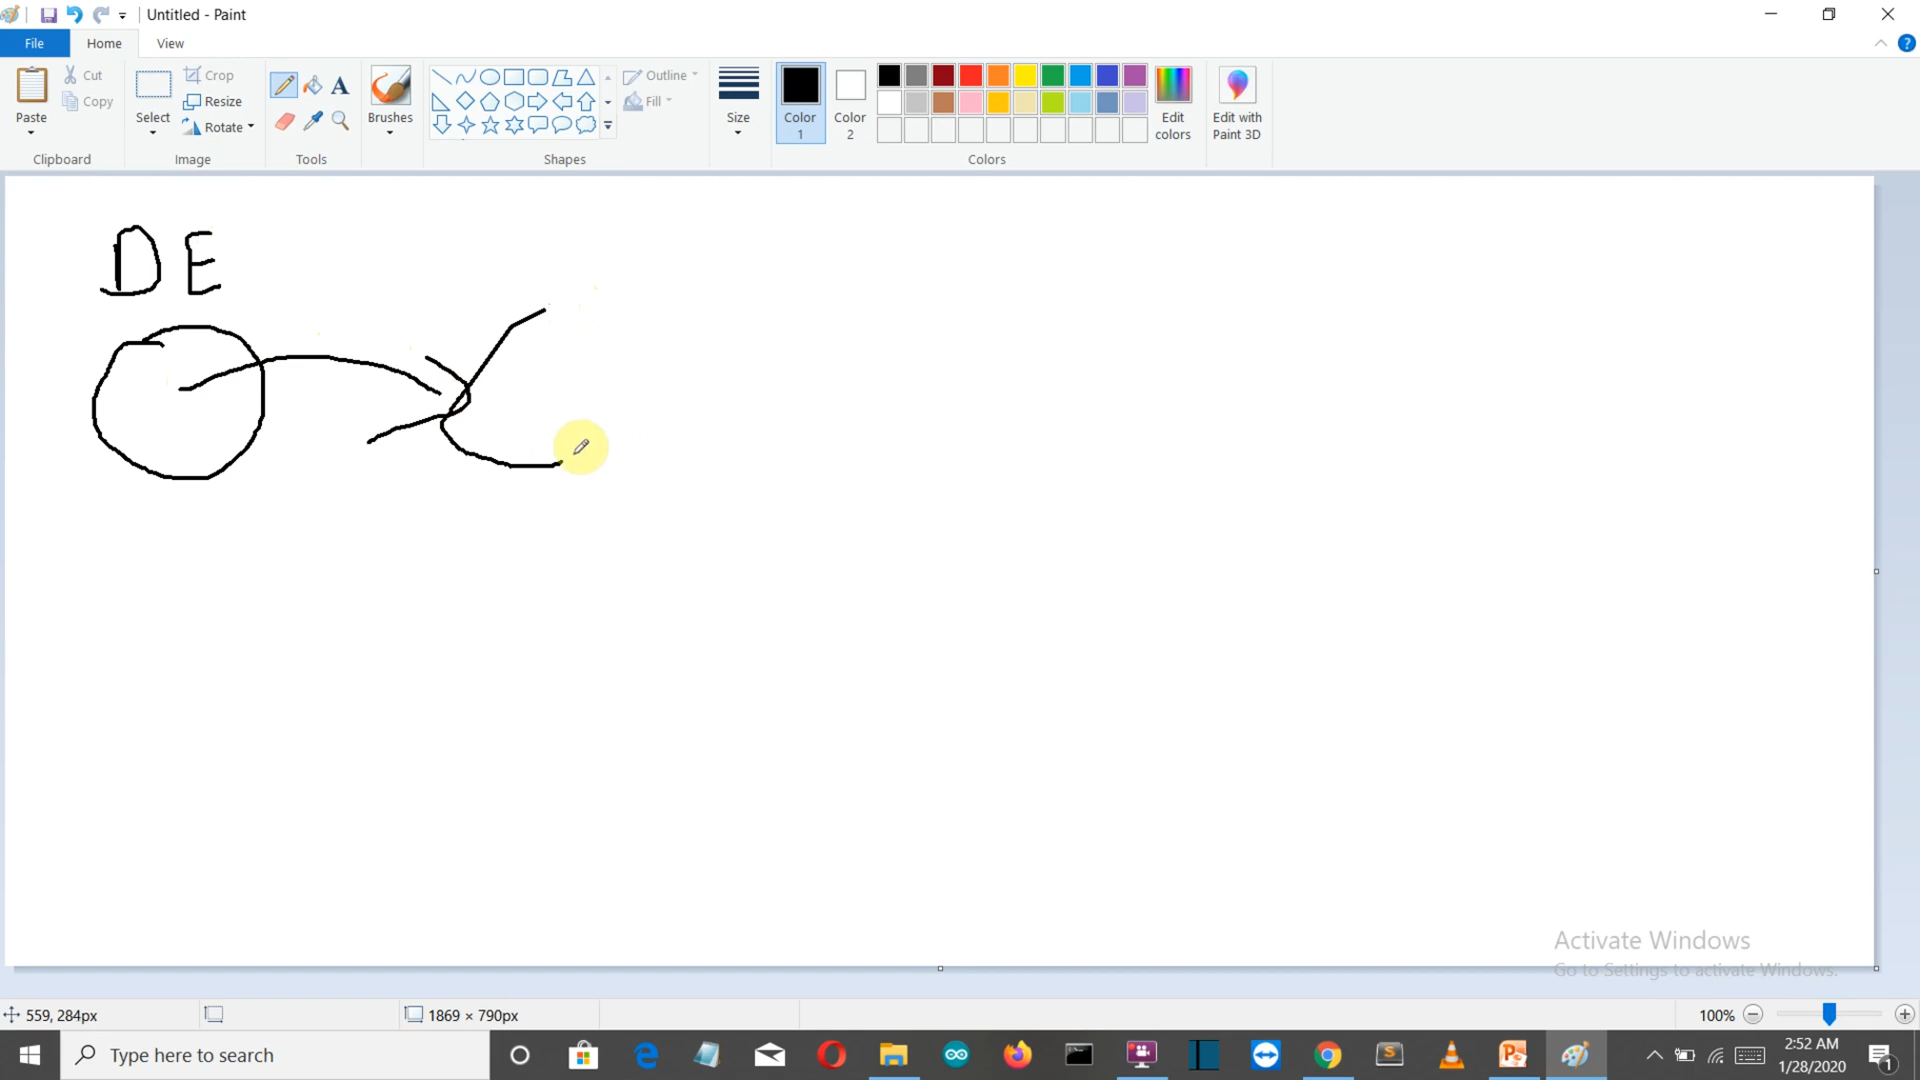 Untitled - Paint
File Home View
Paste Cut Copy Clipboard
Select Crop Resize Rotate Image
Tools
Brushes
Shapes
Outline Fill
Size
Color 1
Color 2
Edit colors
Colors
Edit with Paint 3D
DE
Activate Windows
Go to Settings to activate Windows.
559, 284px 1869 × 790px 100%
Type here to search
2:52 AM
1/28/2020
1